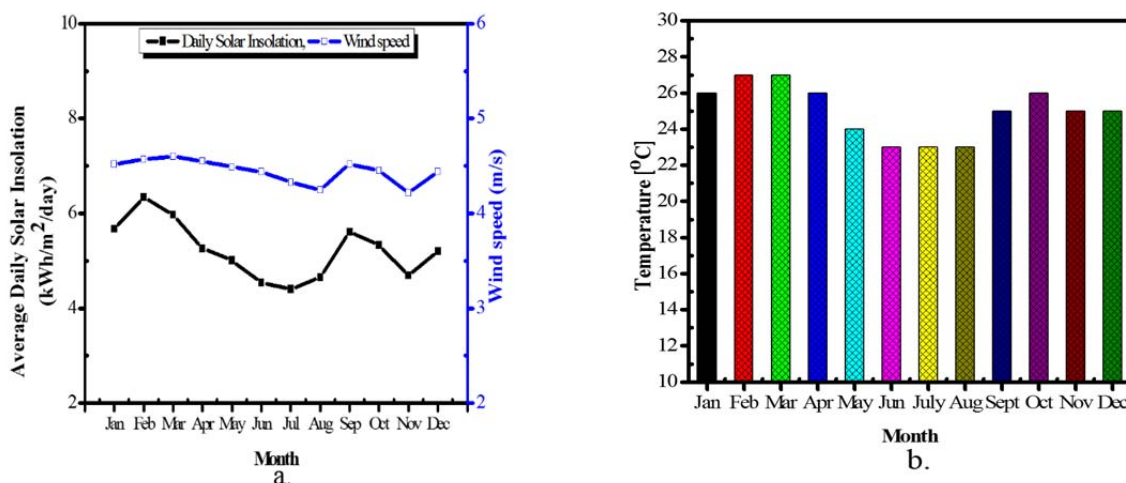 Average Daily Solar Insolation
(kWh/m²/day)
10
8
6
4
2
Daily Solar Insolation, Wind speed
6
5
4
3
2
Wind speed (m/s)
Jan Feb Mar Apr May Jun Jul Aug Sep Oct Nov Dec
Month
a.
Temperature [°C]
30
28
26
24
22
20
18
16
14
12
10
Jan Feb Mar Apr May Jun July Aug Sept Oct Nov Dec
Month
b.